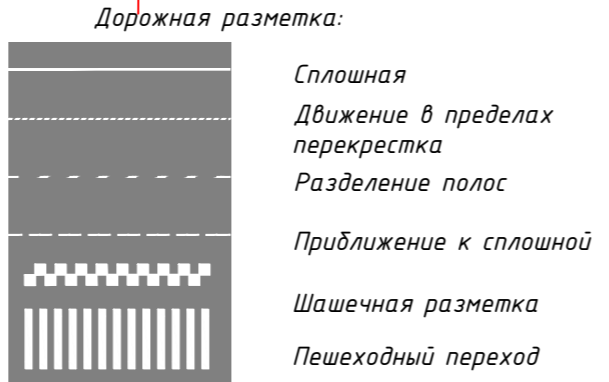 Дорожная разметка:
Сплошная
Движение в пределах
перекрестка
Разделение полос
Приближение к сплошной
Шашечная разметка
Пешеходный переход